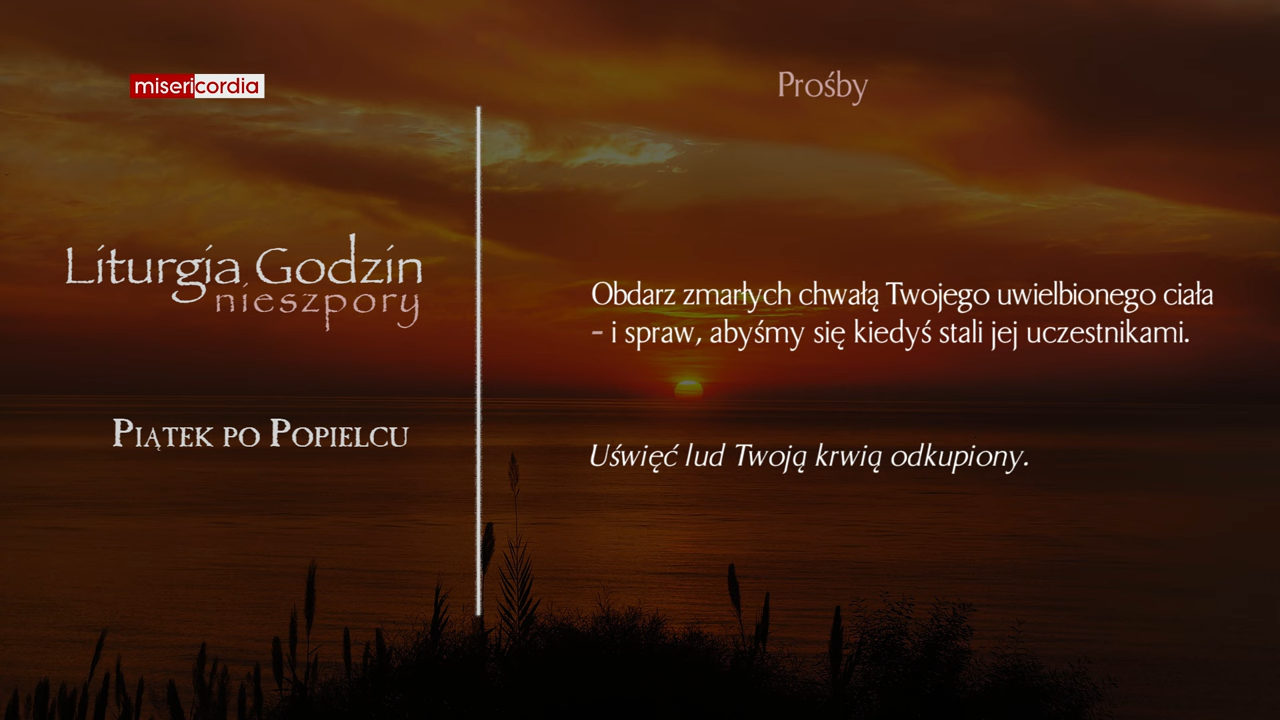 misericordia
Liturgia Godzin
nieszpory
Piątek po Popielcu
Prośby
Obdarz zmarłych chwałą Twojego uwielbionego ciała
- i spraw, abyśmy się kiedyś stali jej uczestnikami.
Uświęć lud Twoją krwią odkupiony.